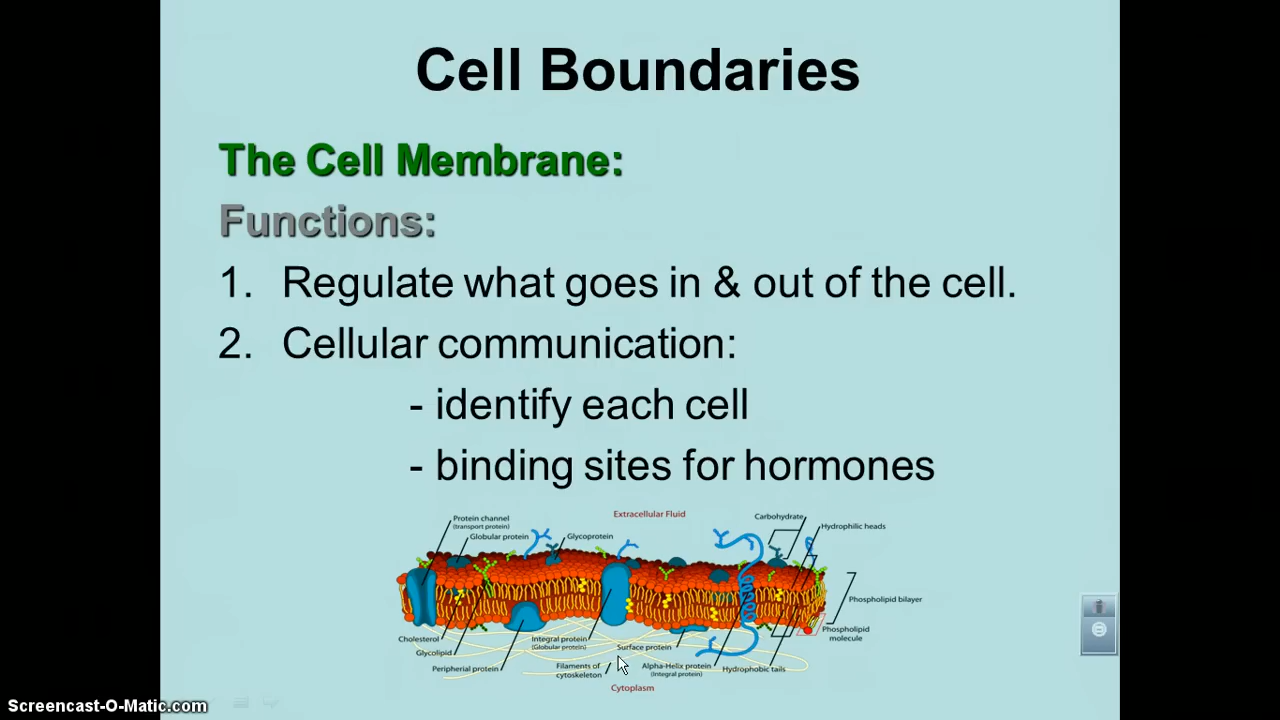 Cell Boundaries
The Cell Membrane:
Functions:
1. Regulate what goes in & out of the cell.
2. Cellular communication:
- identify each cell
- binding sites for hormones
Extracellular Fluid
Protein channel
(transport protein)
Globular protein
Glycoprotein
Carbohydrate
Hydrophilic heads
Phospholipid bilayer
Phospholipid
molecule
Cholesterol
Glycolipid
Peripherial protein
Integral protein
(Globular protein)
Filaments of
cytoskeleton
Surface protein
Alpha-Helix protein
(Integral protein)
Hydrophobic tails
Cytoplasm
Screencast-O-Matic.com